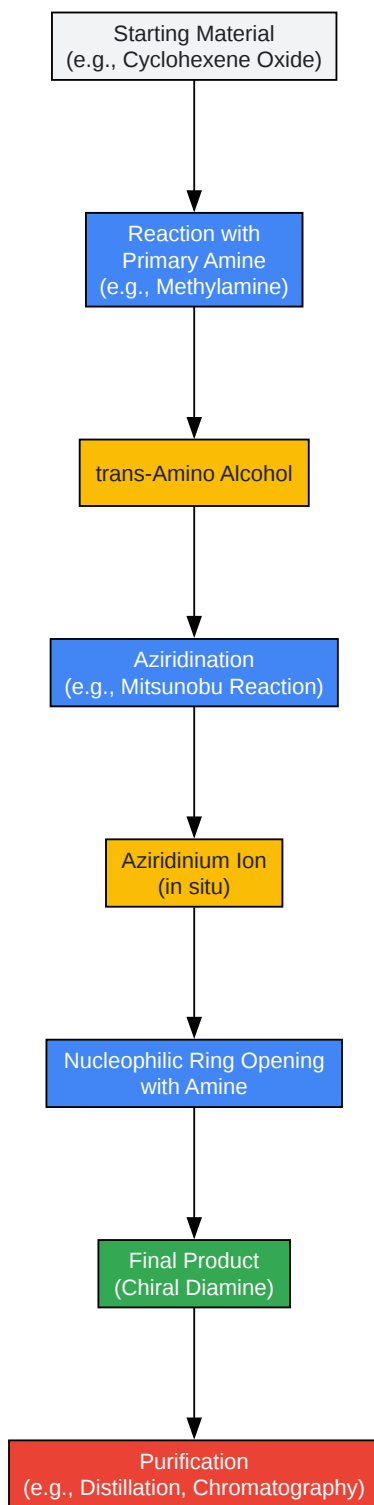 Starting Material
(e.g., Cyclohexene Oxide)
Reaction with
Primary Amine
(e.g., Methylamine)
trans-Amino Alcohol
Aziridination
(e.g., Mitsunobu Reaction)
Aziridinium Ion
(in situ)
Nucleophilic Ring Opening
with Amine
Final Product
(Chiral Diamine)
Purification
(e.g., Distillation, Chromatography)